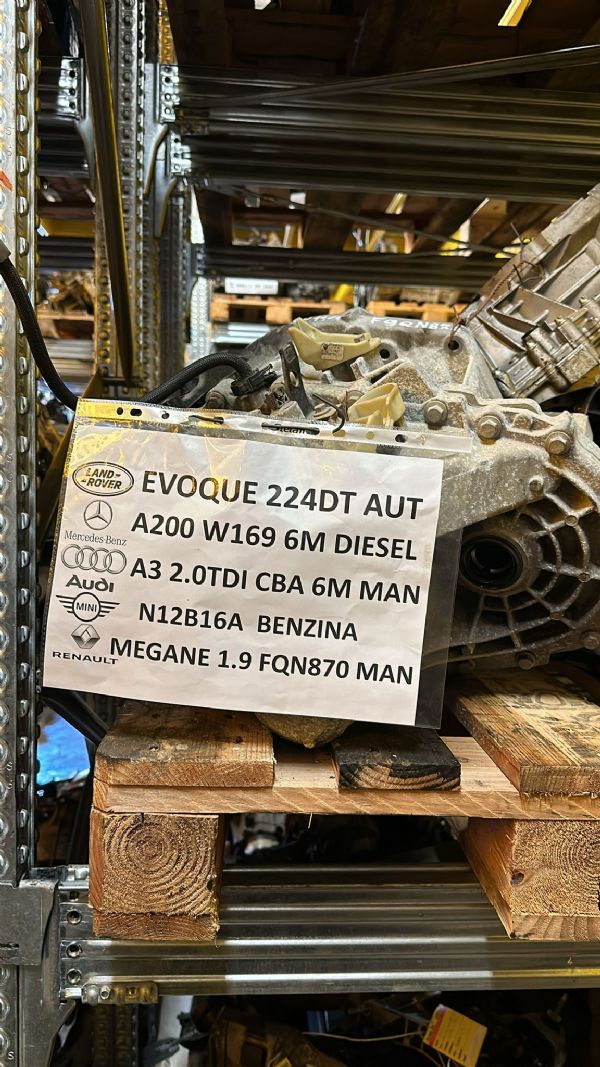 LAND-
ROVER
EVOQUE 224DT AUT
Mercedes Benz
A200 W169 6M DIESEL
Audi
A3 2.0TDI CBA 6M MAN
MINI
N12B16A BENZINA
RENAULT
MEGANE 1.9 FQN870 MAN